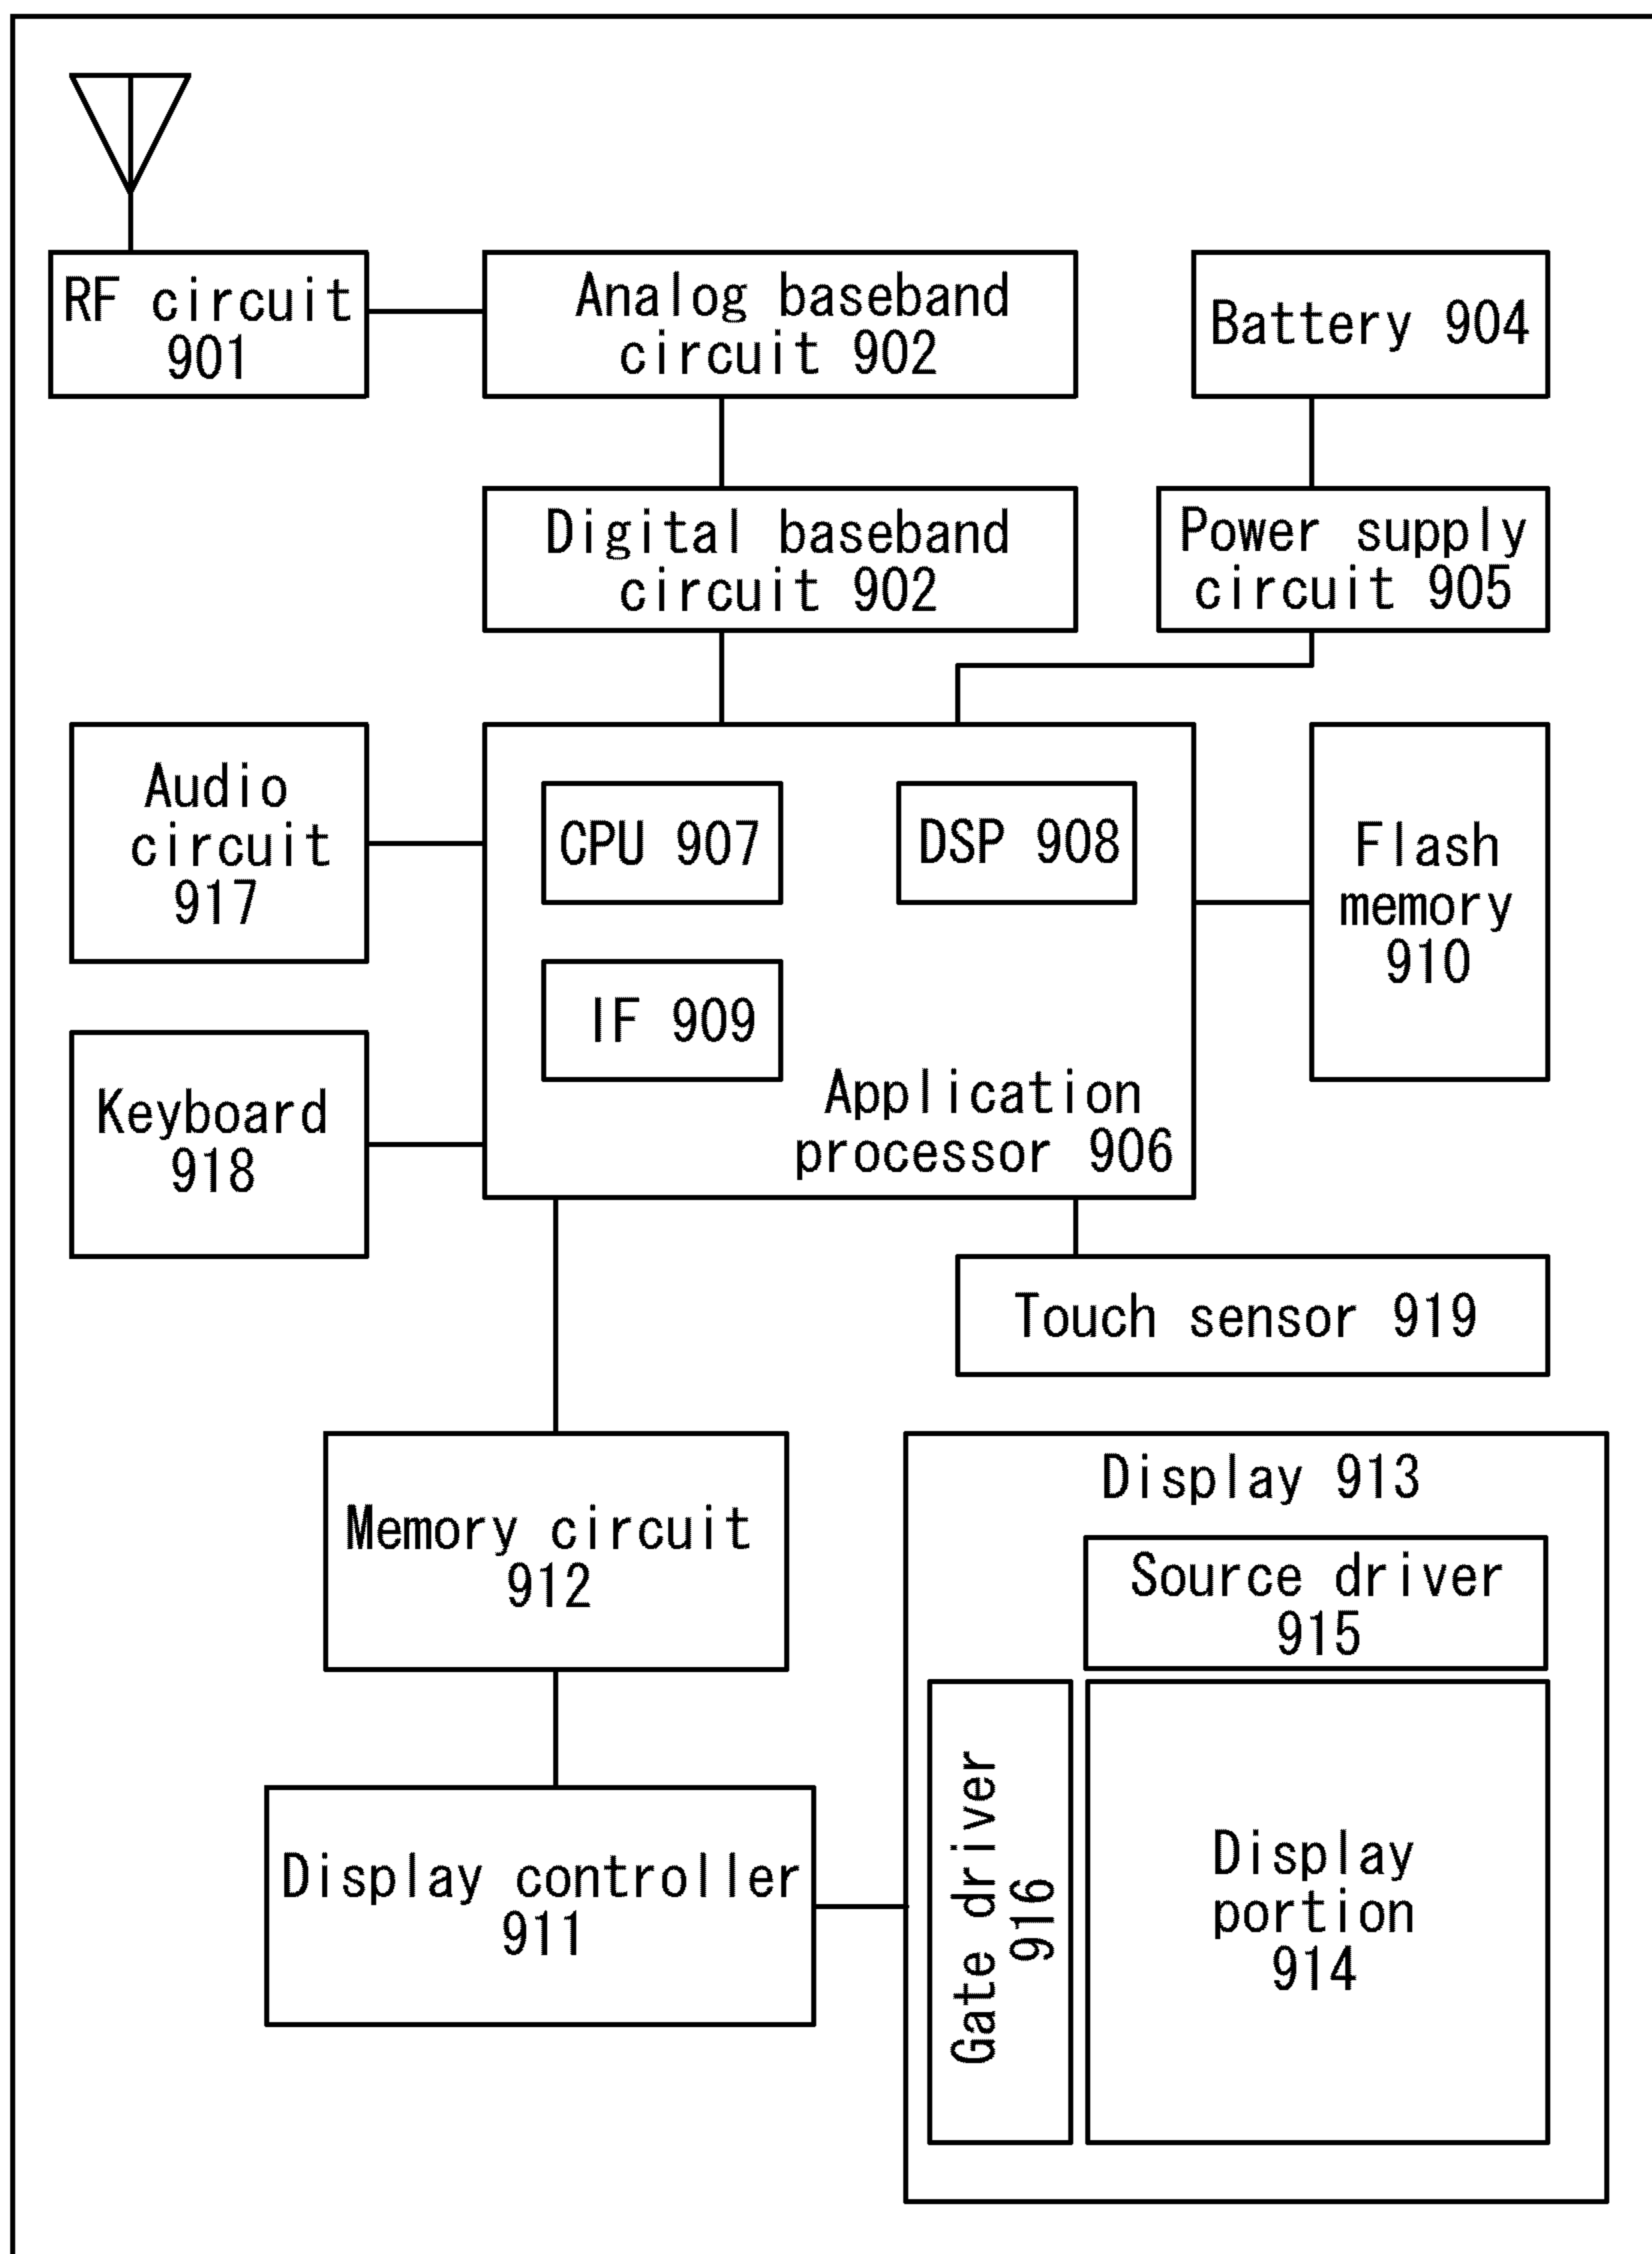 RF circuit
901
Analog baseband
circuit 902
Battery 904
Digital baseband
circuit 902
Power supply
circuit 905
Audio
circuit
917
CPU 907
DSP 908
Flash
memory
910
IF 909
Application
processor 906
Keyboard
918
Touch sensor 919
Memory circuit
912
Display 913
Source driver
915
Display controller
911
Gate driver
916
Display
portion
914